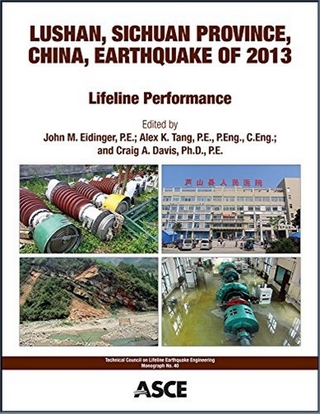 LUSHAN, SICHUAN PROVINCE,
CHINA, EARTHQUAKE OF 2013
Lifeline Performance
Edited by
John M. Eidinger, P.E.; Alex K. Tang, P.E., P.Eng., C.Eng.;
and Craig A. Davis, Ph.D., P.E.
芦山县人民医院
Technical Council on Lifeline Earthquake Engineering
Monograph No. 40
ASCE